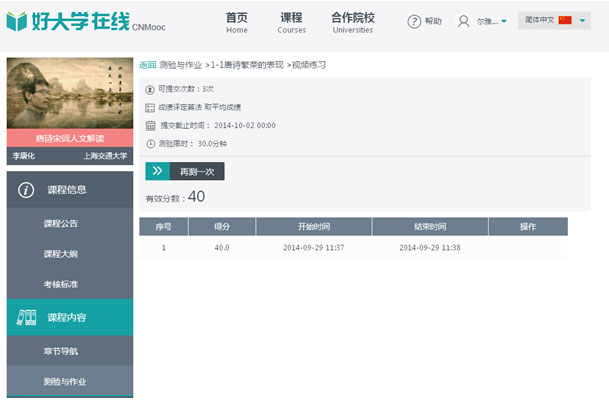 好大学在线 CNMooc
首页 课程 合作院校 帮助 尔雅... 简体中文
Home Courses Universities
返回 测验与作业 >1-1唐诗繁荣的表现 >视频练习
可提交次数：3次
成绩评定算法 取平均成绩
提交截止时间： 2014-10-02 00:00
测验限时： 30.0分钟
再测一次
有效分数：40
序号 得分 开始时间 结束时间 操作
1 40.0 2014-09-29 11:37 2014-09-29 11:38
唐诗宋词人文解读
李康化 上海交通大学
课程信息
课程公告
课程大纲
考核标准
课程内容
章节导航
测验与作业